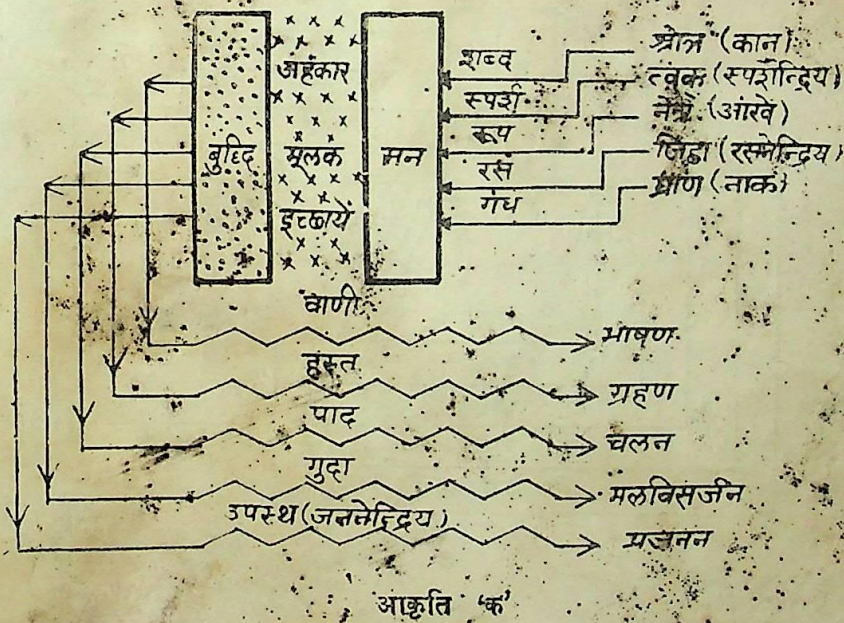 श्रोत्र (कान)
शब्द
त्वक (स्पर्शेन्द्रिय)
स्पर्श
नेत्रे (आंखे)
रूप
जिह्वा (रसनेन्द्रिय)
रस
घ्राण (नाक)
गंध
अहंकार
बुध्दि मूलक मन
इच्छायें
वाणी
भाषण
हस्त
ग्रहण
पाद
चलन
गुदा
मलविसर्जन
उपस्थ (जननेन्द्रिय)
प्रजनन
आकृति 'क'